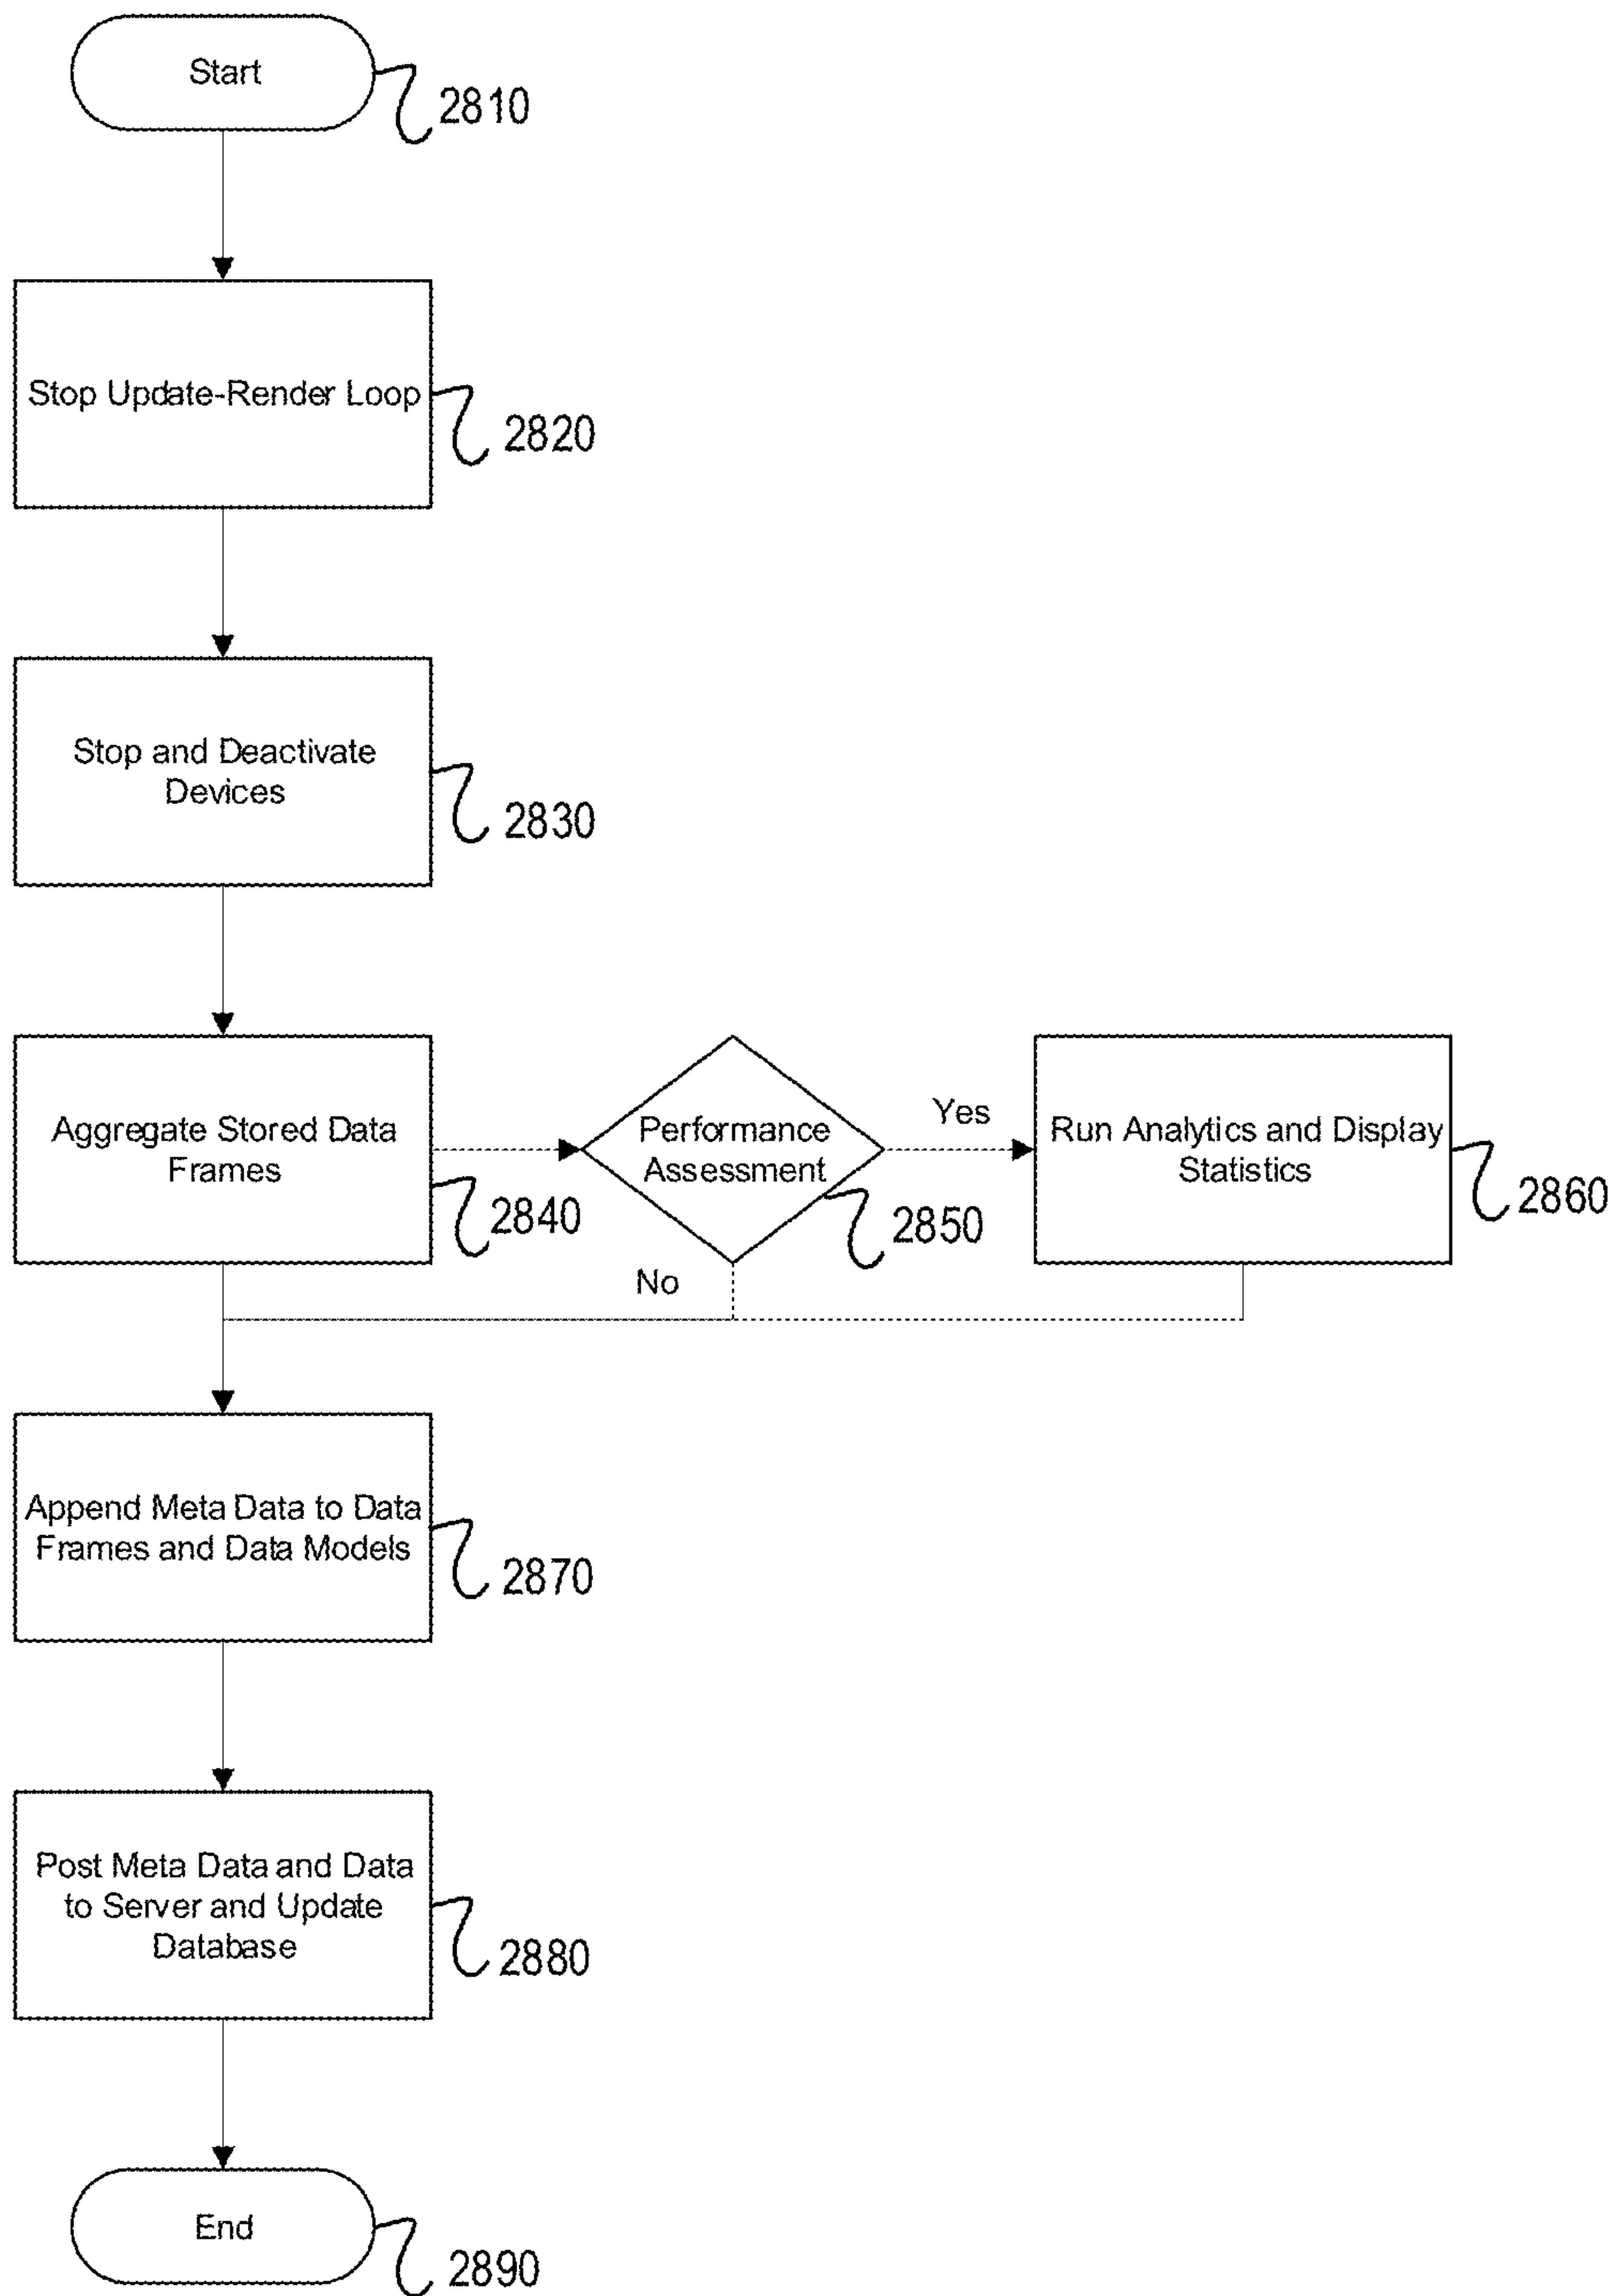 Start
2810
Stop Update-Render Loop
2820
Stop and Deactivate
Devices
2830
Aggregate Stored Data
Frames
2840
Performance
Assessment
2850
Yes
No
Run Analytics and Display
Statistics
2860
Append Meta Data to Data
Frames and Data Models
2870
Post Meta Data and Data
to Server and Update
Database
2880
End
2890